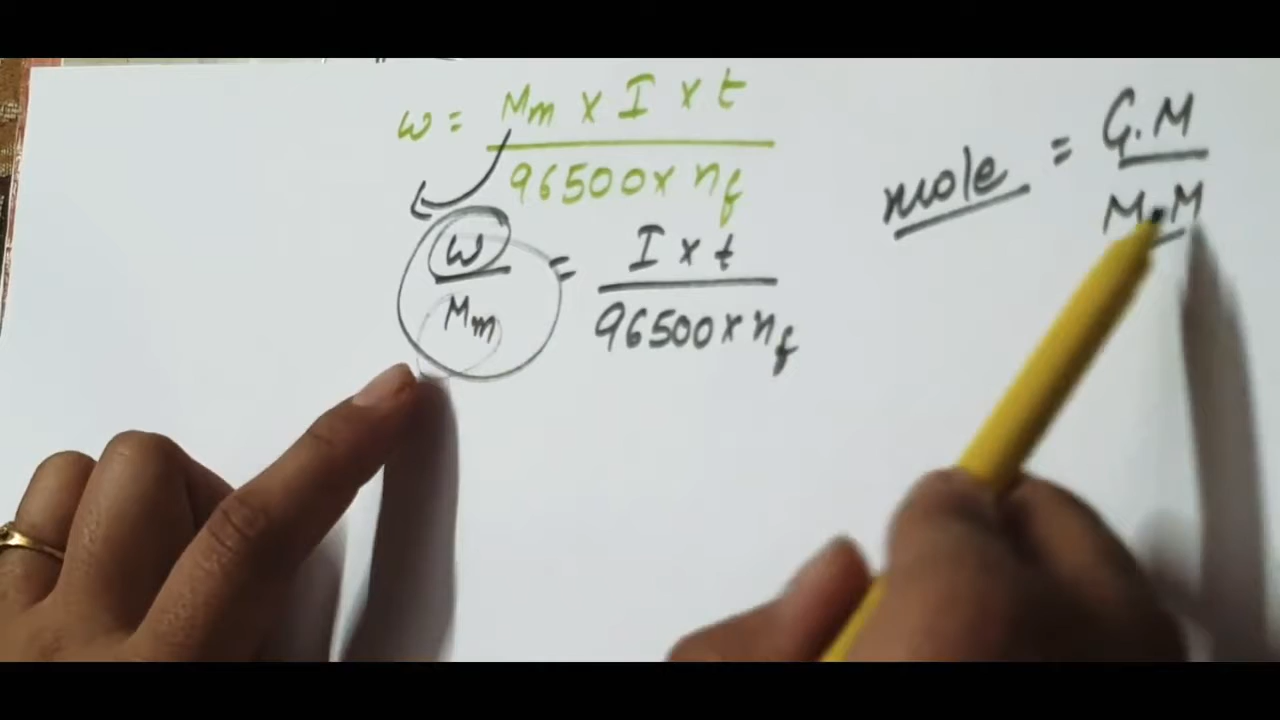 w = Mm x I x t
96500 x nf
w = I x t
Mm 96500 x nf
mole = G.M
M.M